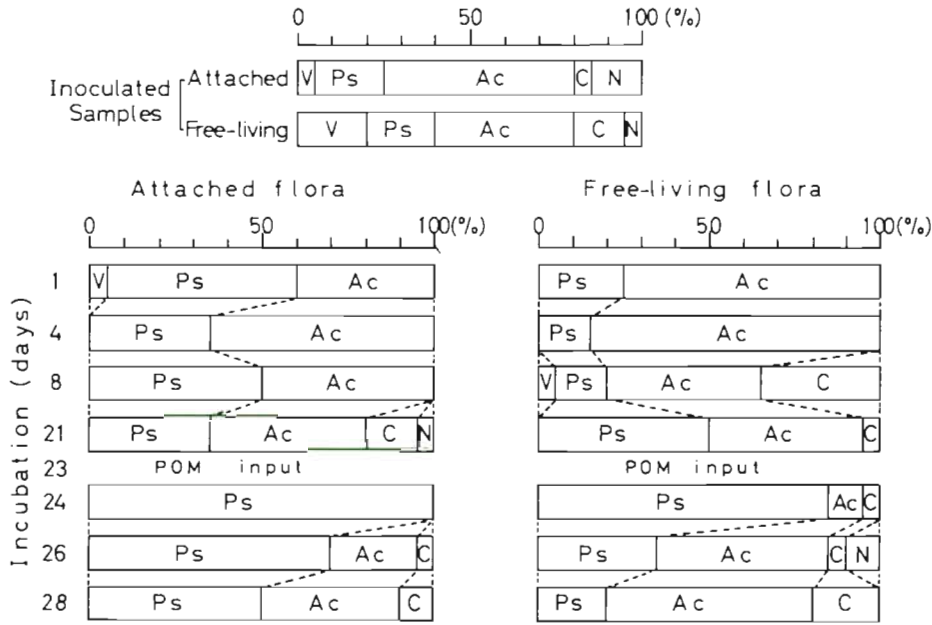 0 50 100 (%)
Inoculated Samples
Attached V Ps Ac C N
Free-living V Ps Ac C N
Attached flora
0 50 100(%)
Incubation (days)
1 V Ps Ac
4 Ps Ac
8 Ps Ac
21 Ps Ac C N
23 POM input
24 Ps
26 Ps Ac C
28 Ps Ac C
Free-living flora
0 50 100(%)
Ps Ac
Ps Ac
V Ps Ac C
Ps Ac C
POM input
Ps Ac C
Ps Ac C N
Ps Ac C